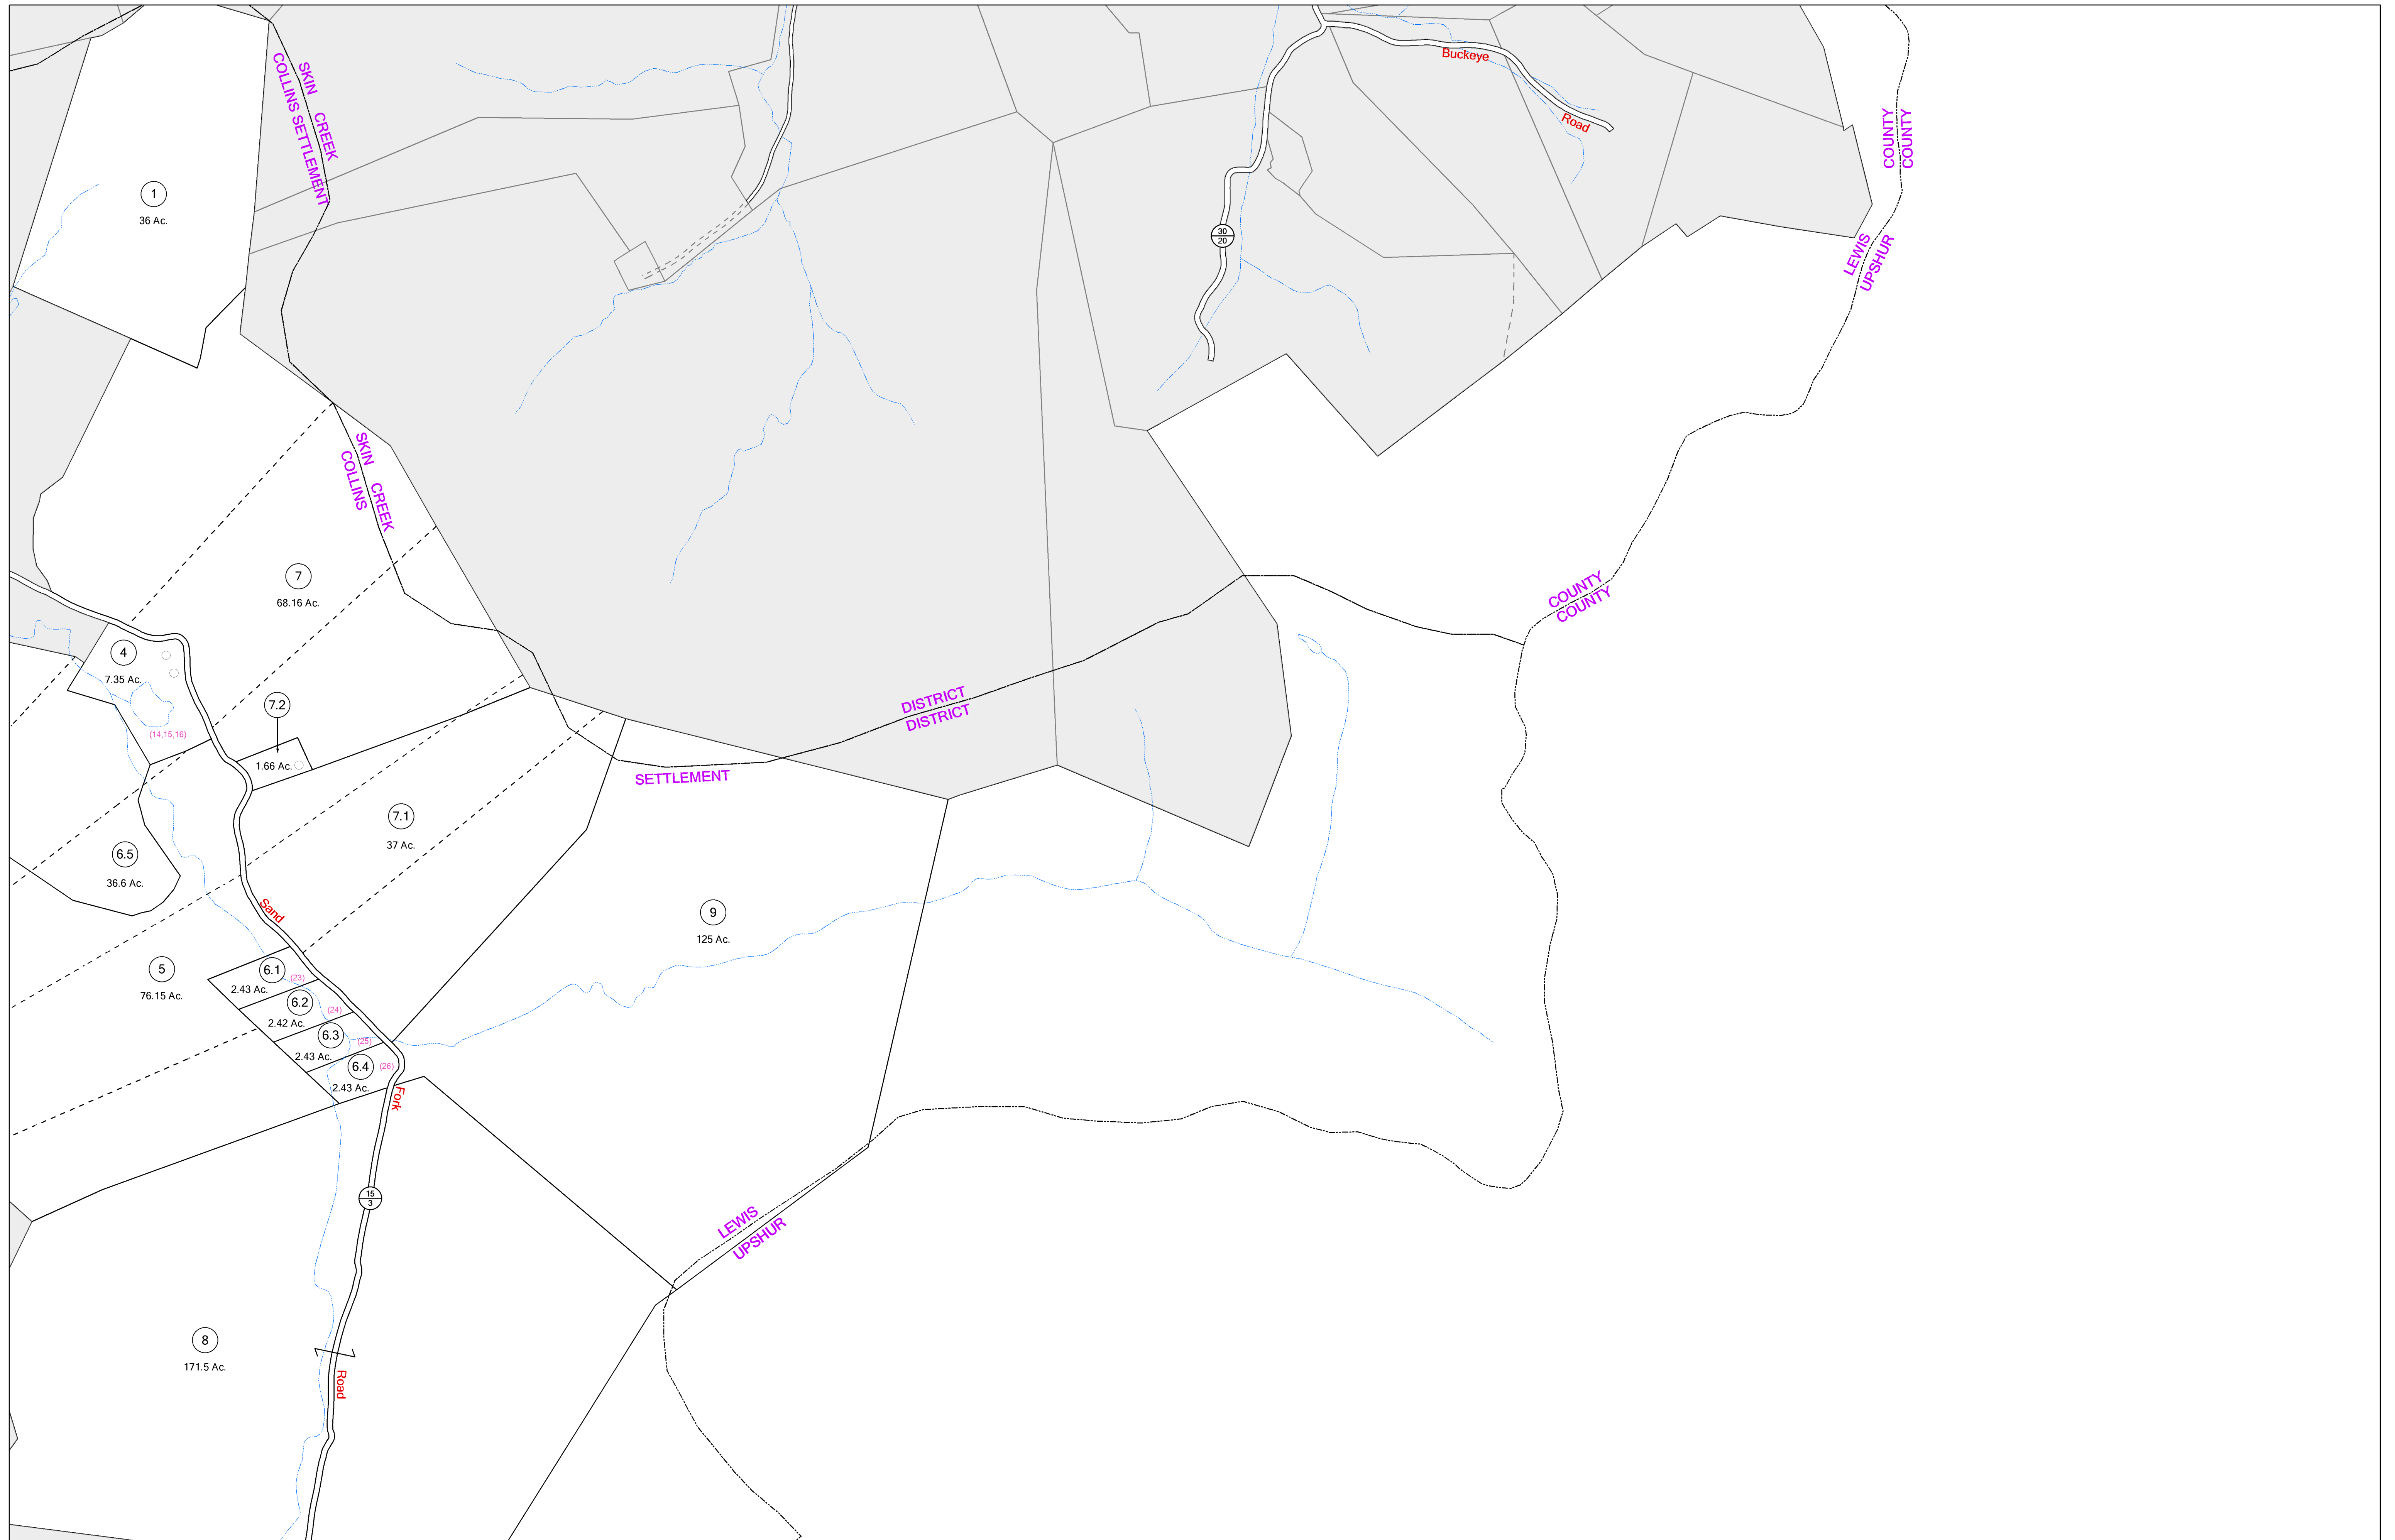 Buckeye
Road
SKIN CREEK
COLLINS SETTLEMENT
COUNTY
COUNTY
1
36 Ac.
30
20
LEWIS
UPSHUR
SKIN CREEK
COLLINS
7
68.16 Ac.
COUNTY
COUNTY
4
7.35 Ac.
(14,15,16)
7.2
1.66 Ac.
DISTRICT
DISTRICT
SETTLEMENT
7.1
37 Ac.
6.5
36.6 Ac.
Sand
9
125 Ac.
5
76.15 Ac.
6.1
(23)
2.43 Ac.
6.2
(24)
2.42 Ac.
6.3
(25)
2.43 Ac.
6.4
(26)
2.43 Ac.
Fork
15
3
LEWIS
UPSHUR
8
171.5 Ac.
Road